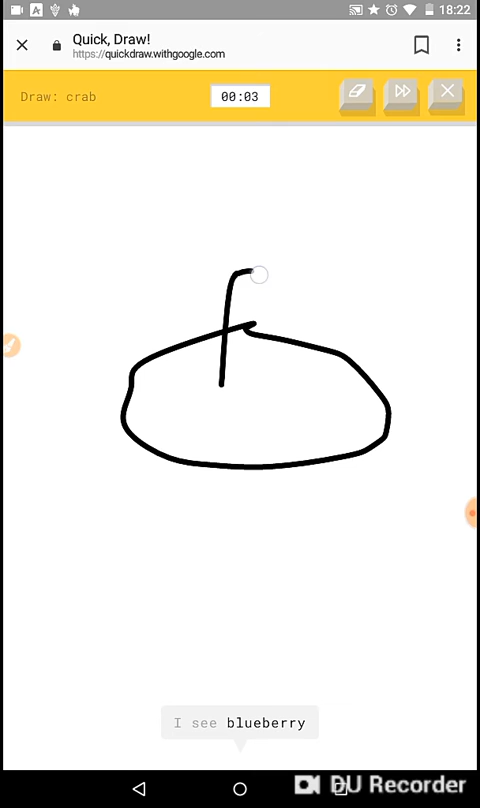 18:22
Quick, Draw!
https://quickdraw.withgoogle.com
Draw: crab
00:03
I see blueberry
DU Recorder